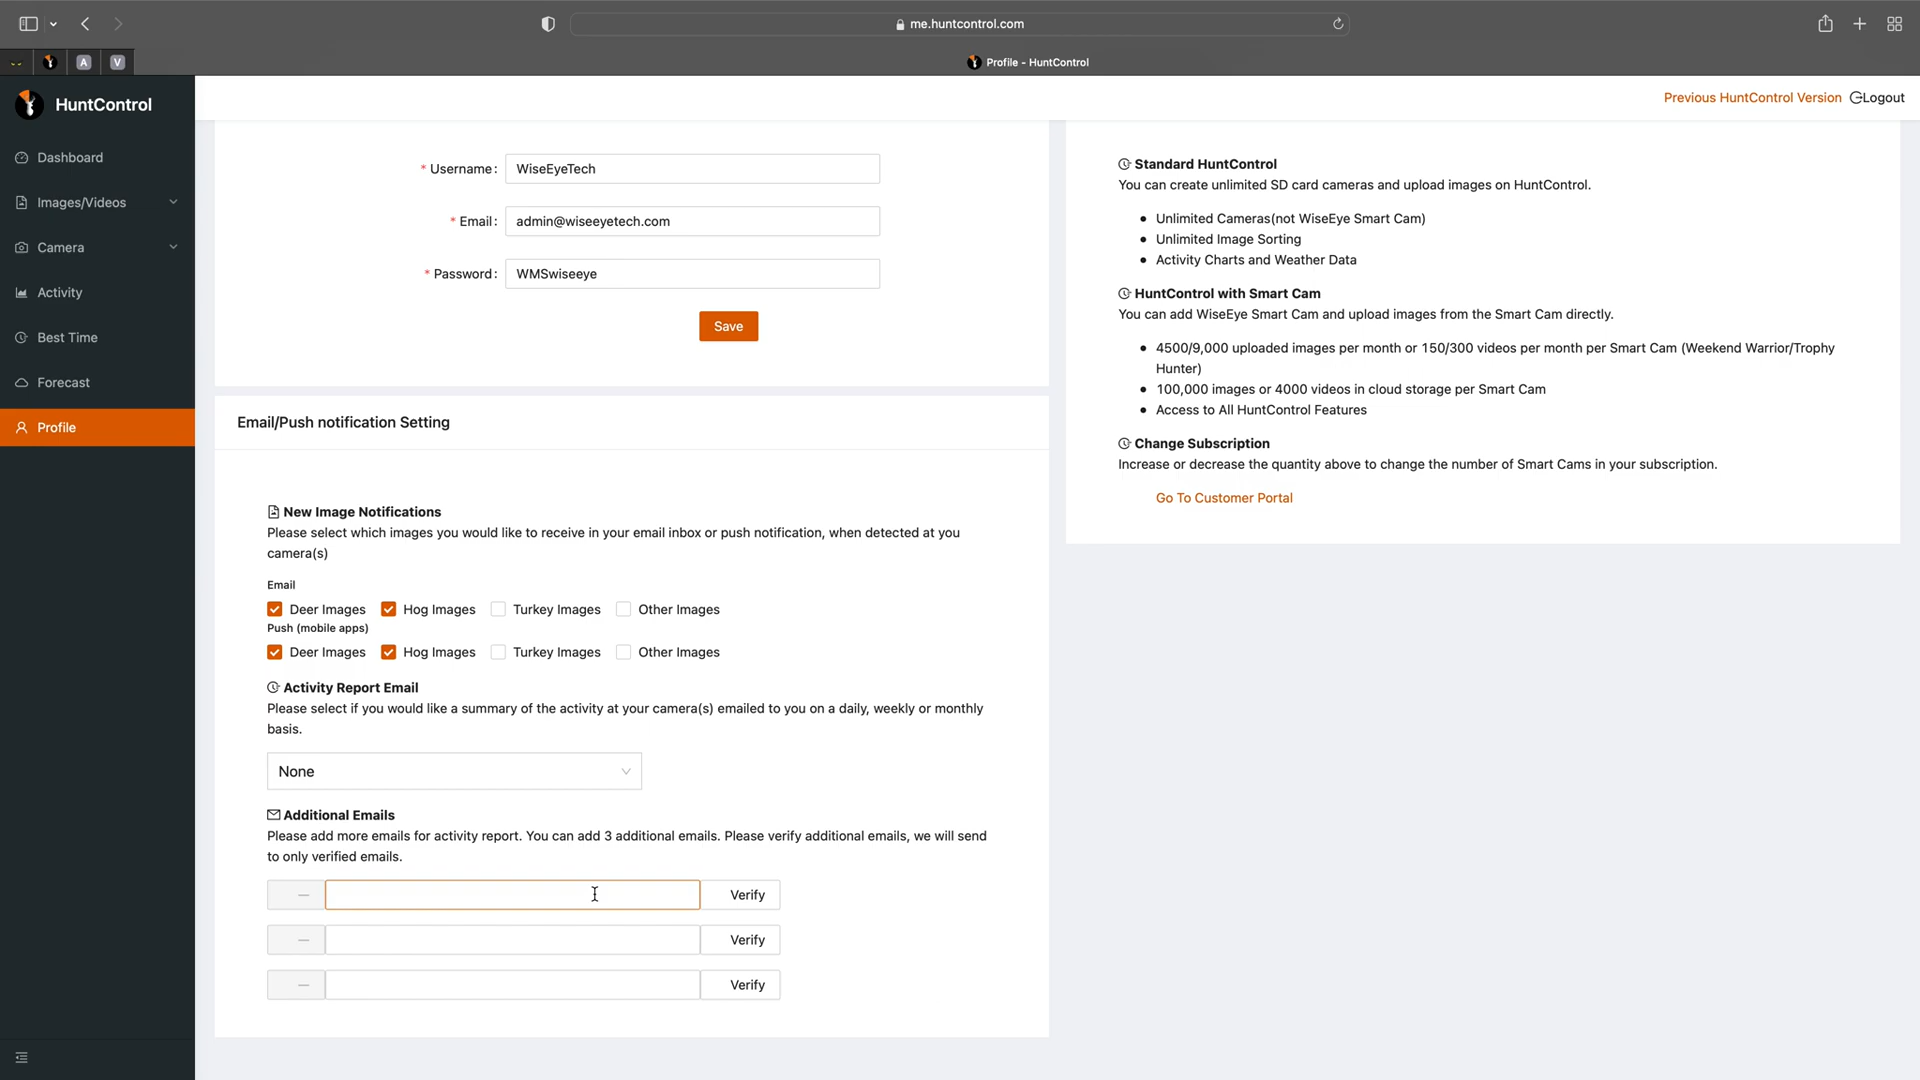 me.huntcontrol.com
A
V
Profile - HuntControl
HuntControl
Previous HuntControl Version
Logout
Dashboard
Images/Videos
Camera
Activity
Best Time
Forecast
Profile
* Username:
WiseEyeTech
* Email:
admin@wiseeyetech.com
* Password:
WMSwiseeye
Save
Email/Push notification Setting
New Image Notifications
Please select which images you would like to receive in your email inbox or push notification, when detected at you
camera(s)
Email
Deer Images
Hog Images
Turkey Images
Other Images
Push (mobile apps)
Deer Images
Hog Images
Turkey Images
Other Images
Activity Report Email
Please select if you would like a summary of the activity at your camera(s) emailed to you on a daily, weekly or monthly
basis.
None
Additional Emails
Please add more emails for activity report. You can add 3 additional emails. Please verify additional emails, we will send
to only verified emails.
Verify
Verify
Verify
Standard HuntControl
You can create unlimited SD card cameras and upload images on HuntControl.
• Unlimited Cameras(not WiseEye Smart Cam)
• Unlimited Image Sorting
• Activity Charts and Weather Data
HuntControl with Smart Cam
You can add WiseEye Smart Cam and upload images from the Smart Cam directly.
• 4500/9,000 uploaded images per month or 150/300 videos per month per Smart Cam (Weekend Warrior/Trophy
Hunter)
• 100,000 images or 4000 videos in cloud storage per Smart Cam
• Access to All HuntControl Features
Change Subscription
Increase or decrease the quantity above to change the number of Smart Cams in your subscription.
Go To Customer Portal